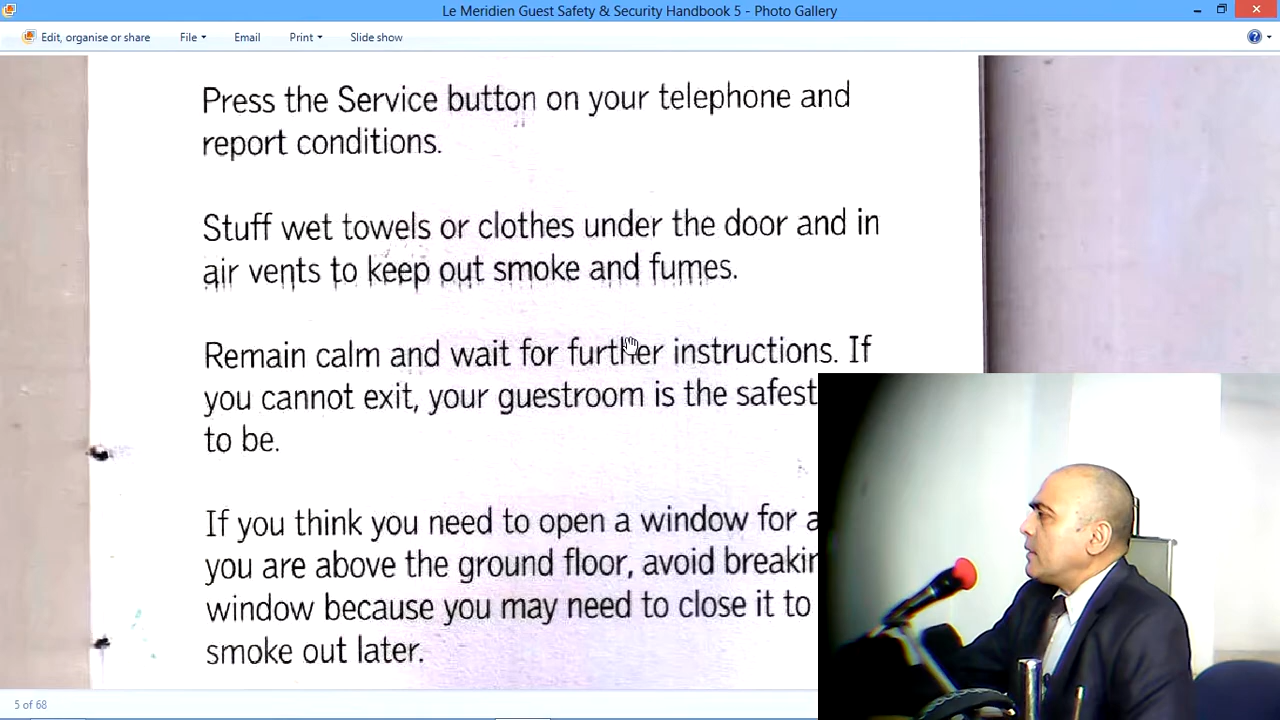 Le Meridien Guest Safety & Security Handbook 5 - Photo Gallery
Edit, organise or share File Email Print Slide show
Press the Service button on your telephone and
report conditions.
Stuff wet towels or clothes under the door and in
air vents to keep out smoke and fumes.
Remain calm and wait for further instructions. If
you cannot exit, your guestroom is the safest
to be.
If you think you need to open a window for
you are above the ground floor, avoid
window because you may need to close it to
smoke out later.
5 of 68